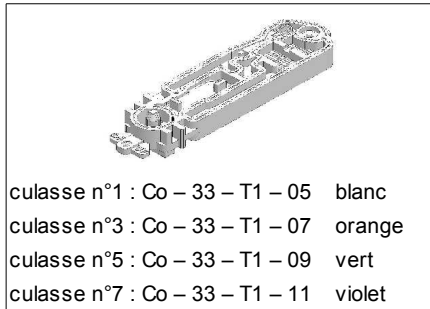 culasse n°1 : Co – 33 – T1 – 05 blanc
culasse n°3 : Co – 33 – T1 – 07 orange
culasse n°5 : Co – 33 – T1 – 09 vert
culasse n°7 : Co – 33 – T1 – 11 violet